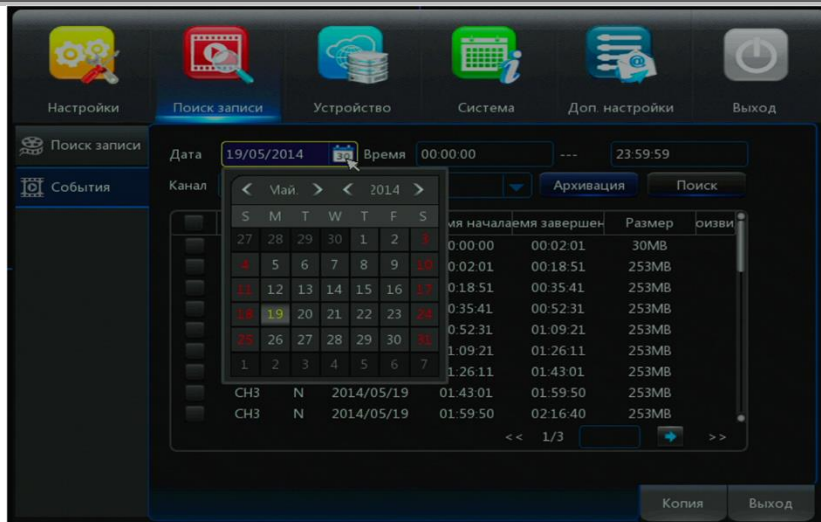 Настройки Поиск записи Устройство Система Доп. настройки Выход
Поиск записи
События
Дата 19/05/2014 30 Время 00:00:00 --- 23:59:59
Канал Архивация Поиск
Май. 2014
S M T W T F S
27 28 29 30 1 2 3
4 5 6 7 8 9 10
11 12 13 14 15 16 17
18 19 20 21 22 23 24
25 26 27 28 29 30 31
1 2 3 4 5 6 7
мя начала емя завершен Размер оизви
0:00:00 00:02:01 30MB
0:02:01 00:18:51 253MB
0:18:51 00:35:41 253MB
0:35:41 00:52:31 253MB
0:52:31 01:09:21 253MB
1:09:21 01:26:11 253MB
1:26:11 01:43:01 253MB
CH3 N 2014/05/19 01:43:01 01:59:50 253MB
CH3 N 2014/05/19 01:59:50 02:16:40 253MB
<< 1/3 >>
Копия Выход